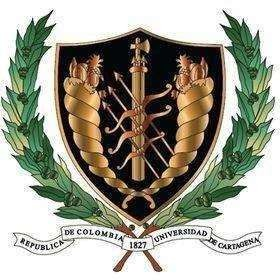 REPUBLICA DE COLOMBIA 1827 UNIVERSIDAD DE CARTAGENA